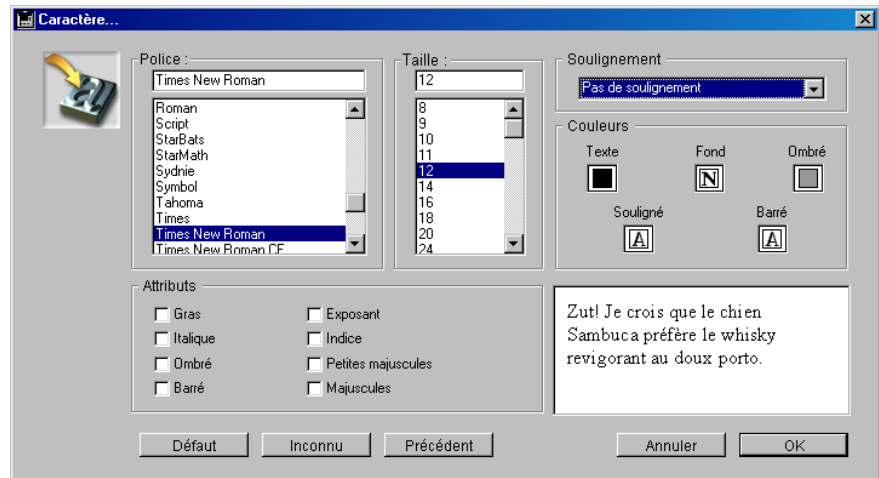 Caractère...
Police :
Times New Roman
Roman
Script
StarBats
StarMath
Sydnie
Symbol
Tahoma
Times
Times New Roman
Times New Roman CE
Taille :
12
8
9
10
11
12
14
16
18
20
24
Soulignement
Pas de soulignement
Couleurs
Texte Fond Ombré
N
Souligné Barré
A A
Attributs
Gras Exposant
Italique Indice
Ombré Petites majuscules
Barré Majuscules
Zut! Je crois que le chien
Sambuca préfère le whisky
revigorant au doux porto.
Défaut Inconnu Précédent Annuler OK